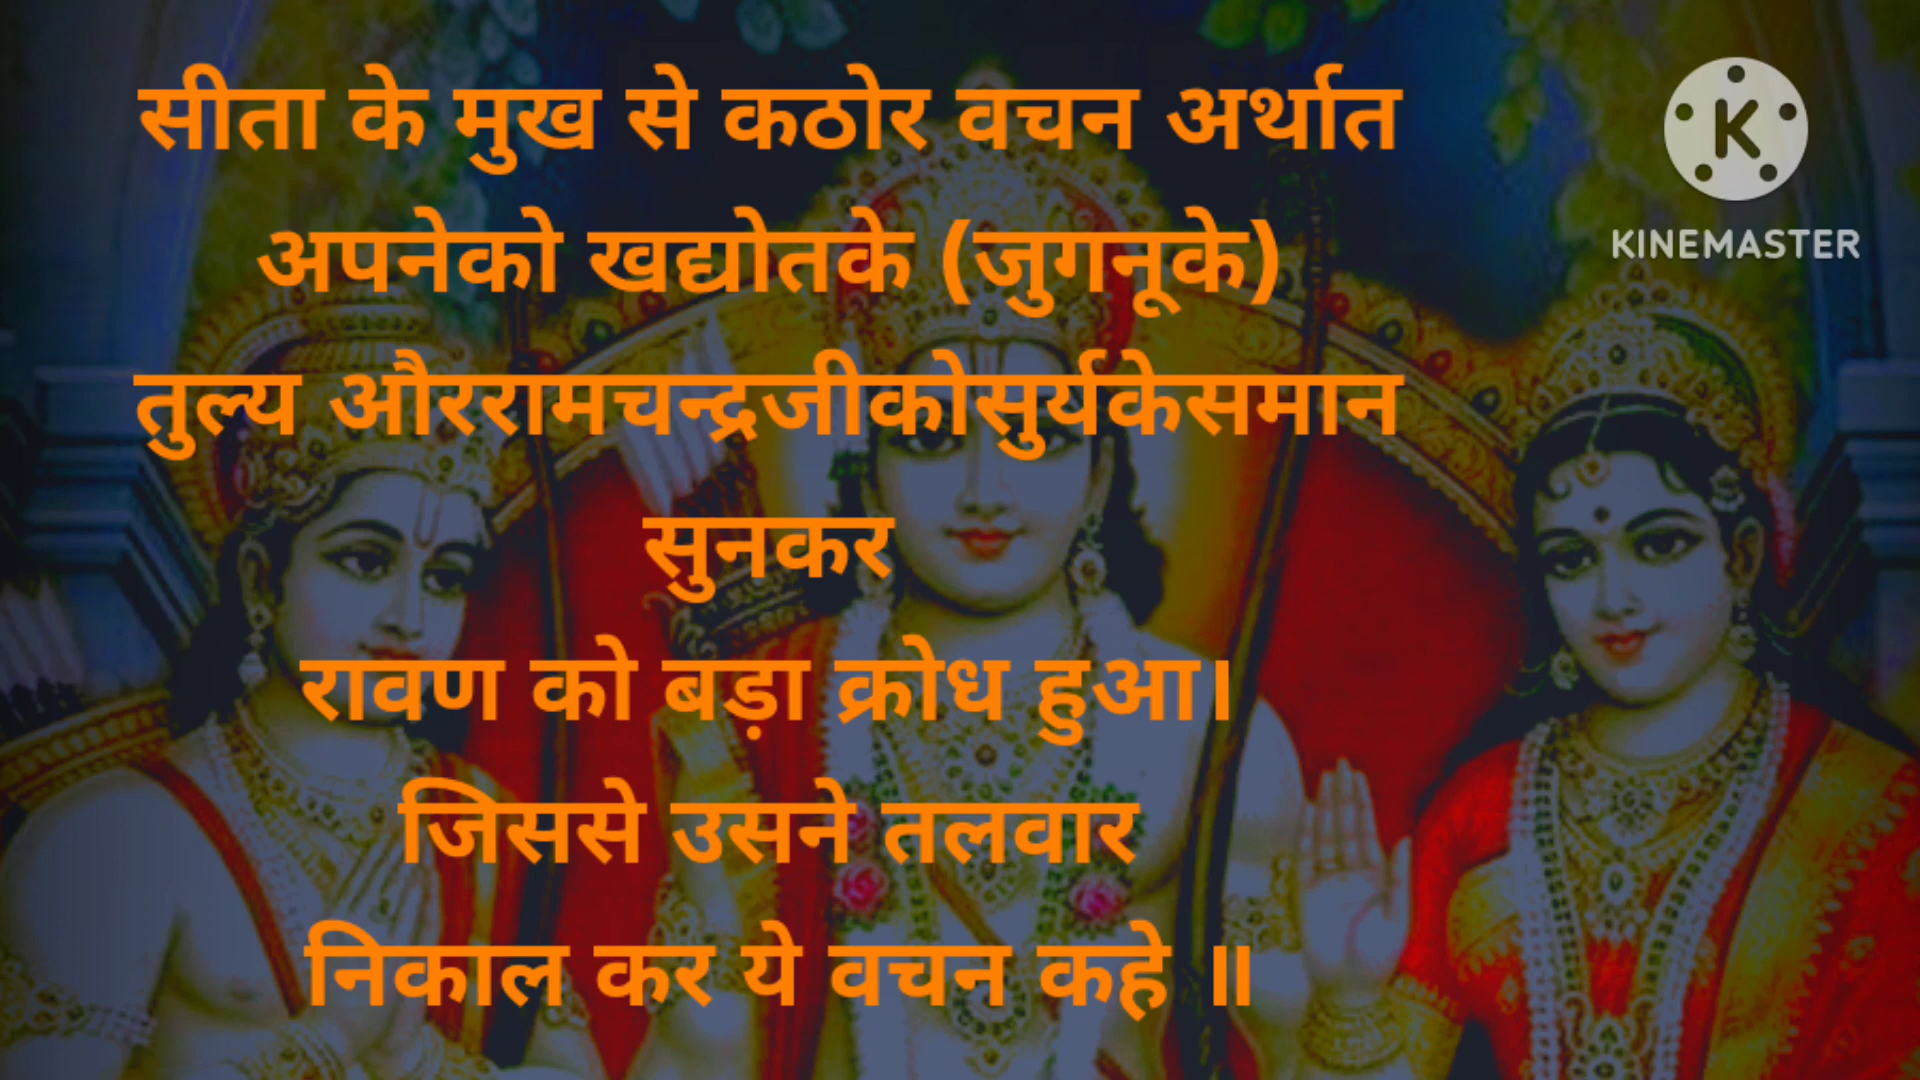 सीता के मुख से कठोर वचन अर्थात
अपनेको खद्योतके (जुगनूके)
तुल्य औररामचन्द्रजीकोसुर्यकेसमान
सुनकर
रावण को बड़ा क्रोध हुआ।
जिससे उसने तलवार
निकाल कर ये वचन कहे ॥
K
KINEMASTER